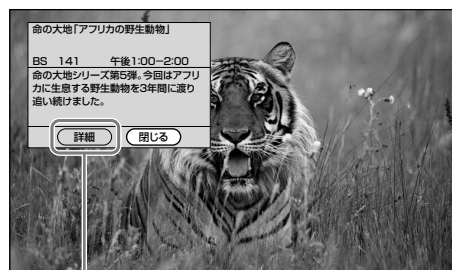 命の大地「アフリカの野生動物」
BS 141 午後1:00-2:00
命の大地シリーズ第5弾。今回はアフリ
カに生息する野生動物を3年間に渡り
追い続けました。
詳細 閉じる